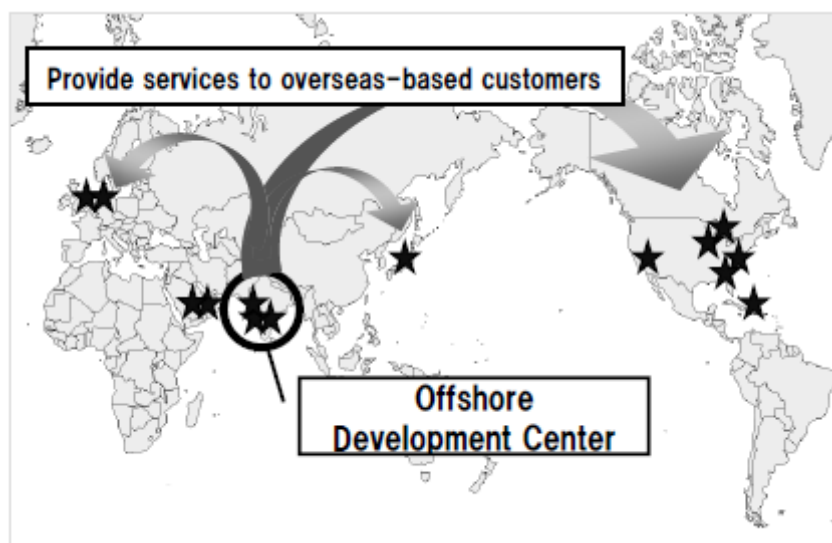 Provide services to overseas-based customers
Offshore
Development Center